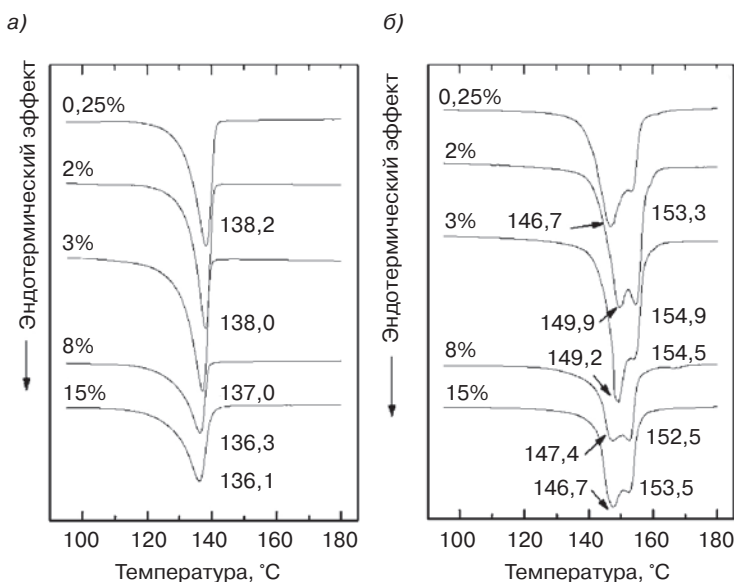 а)
Эндотермический эффект
0,25%
2%
138,2
3%
138,0
8%
137,0
15%
136,3
136,1
100 120 140 160 180
Температура, °С
б)
Эндотермический эффект
0,25%
2%
146,7 153,3
3%
149,9 154,9
8% 149,2 154,5
15%
147,4 152,5
146,7 153,5
100 120 140 160 180
Температура, °С